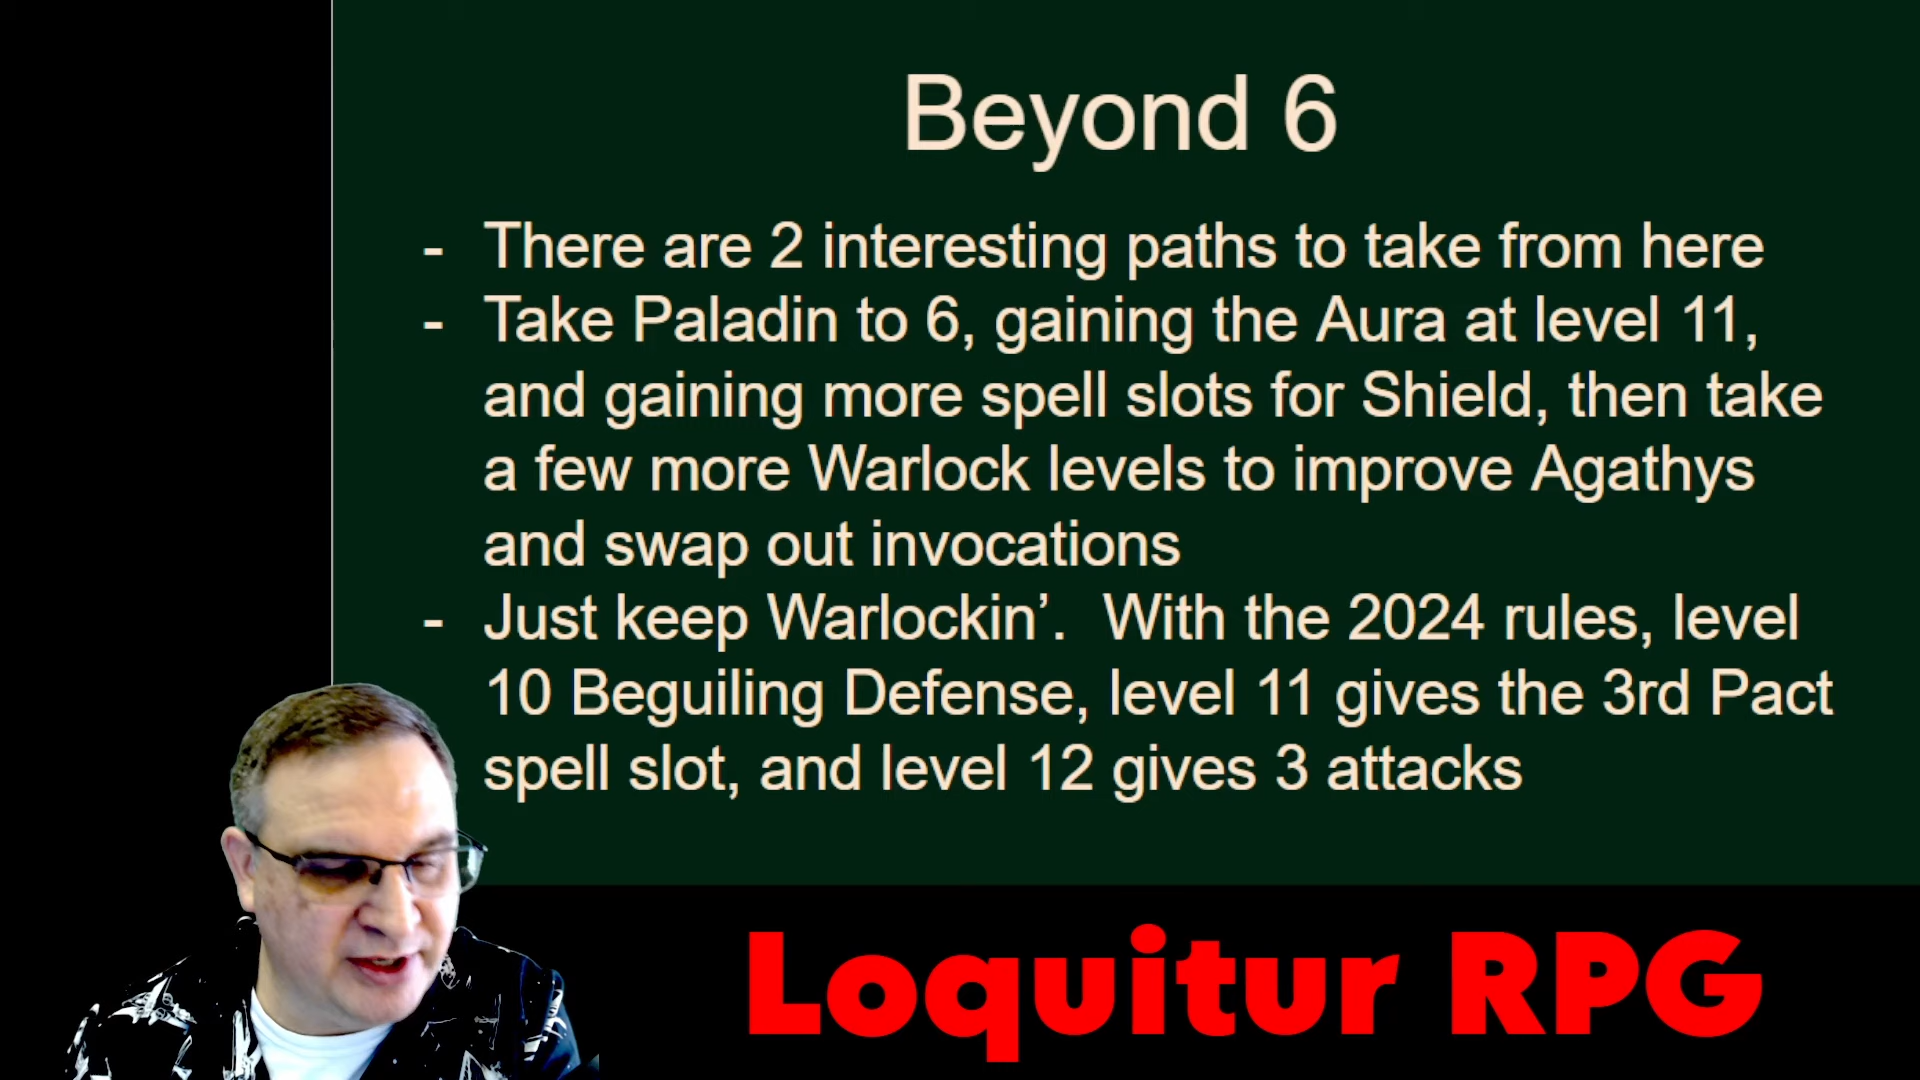 Beyond 6
- There are 2 interesting paths to take from here
- Take Paladin to 6, gaining the Aura at level 11,
and gaining more spell slots for Shield, then take
a few more Warlock levels to improve Agathys
and swap out invocations
- Just keep Warlockin’.  With the 2024 rules, level
10 Beguiling Defense, level 11 gives the 3rd Pact
spell slot, and level 12 gives 3 attacks
Loquitur RPG